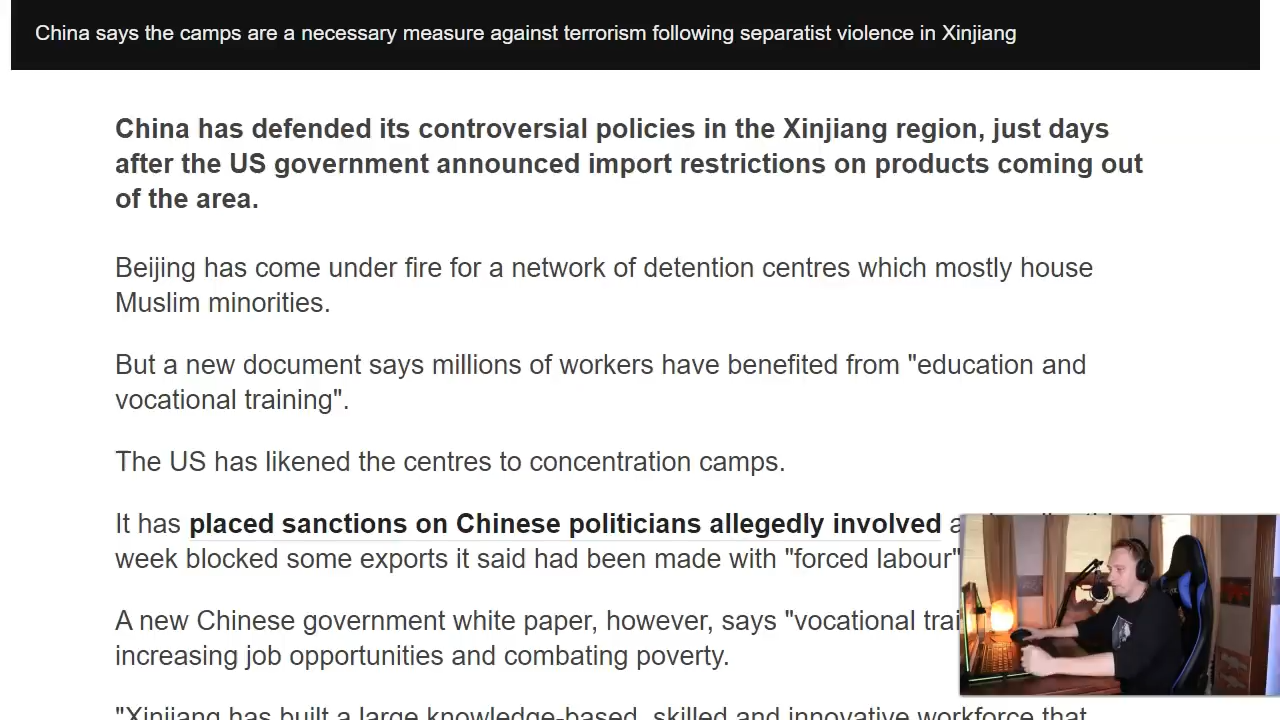 China says the camps are a necessary measure against terrorism following separatist violence in Xinjiang
China has defended its controversial policies in the Xinjiang region, just days
after the US government announced import restrictions on products coming out
of the area.
Beijing has come under fire for a network of detention centres which mostly house
Muslim minorities.
But a new document says millions of workers have benefited from "education and
vocational training".
The US has likened the centres to concentration camps.
It has placed sanctions on Chinese politicians allegedly involved
week blocked some exports it said had been made with "forced labour"
A new Chinese government white paper, however, says "vocational
increasing job opportunities and combating poverty.
"Xinjiang has built a large knowledge-based, skilled and innovative workforce that